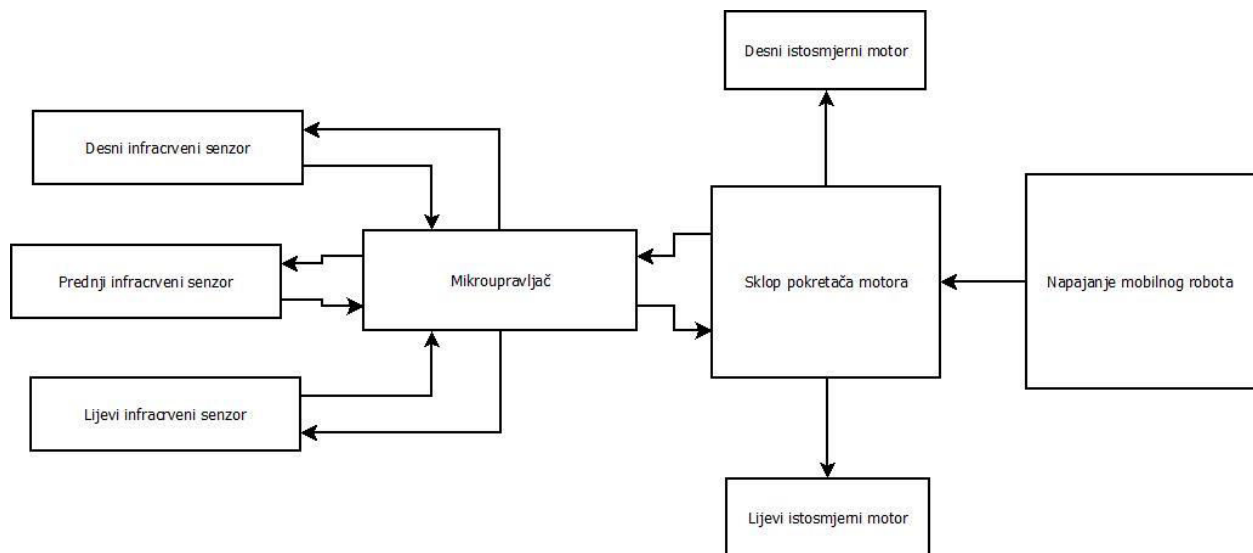 Desni istosmjerni motor
Desni infracrveni senzor
Prednji infracrveni senzor
Mikroupravljač
Sklop pokretača motora
Napajanje mobilnog robota
Lijevi infracrveni senzor
Lijevi istosmjerni motor